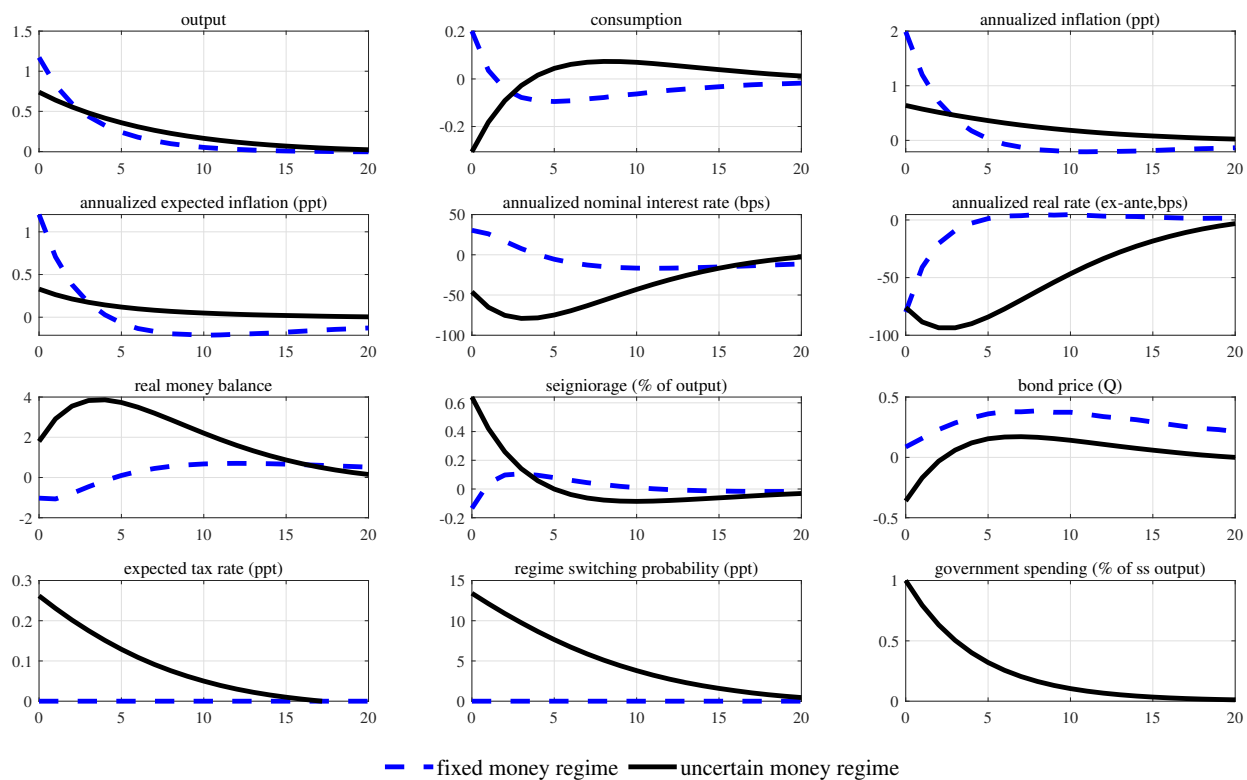 output
1.5
1
0.5
0
0 5 10 15 20
consumption
0.2
0
-0.2
0 5 10 15 20
annualized inflation (ppt)
2
1
0
0 5 10 15 20
annualized expected inflation (ppt)
1
0.5
0
0 5 10 15 20
annualized nominal interest rate (bps)
50
0
-50
-100
0 5 10 15 20
annualized real rate (ex-ante,bps)
0
-50
-100
0 5 10 15 20
real money balance
4
2
0
-2
0 5 10 15 20
seigniorage (% of output)
0.6
0.4
0.2
0
-0.2
0 5 10 15 20
bond price (Q)
0.5
0
-0.5
0 5 10 15 20
expected tax rate (ppt)
0.3
0.2
0.1
0
0 5 10 15 20
regime switching probability (ppt)
15
10
5
0
0 5 10 15 20
government spending (% of ss output)
1
0.5
0
0 5 10 15 20
fixed money regime uncertain money regime